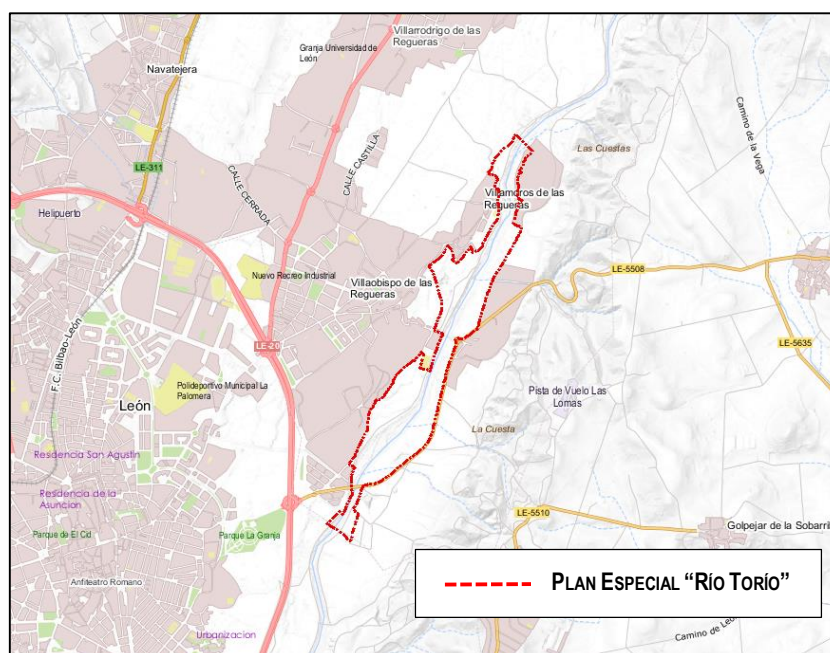 Villarrodrigo de las
Regueras
Granja Universidad de
León
Navatejera
Camino de la Vega
Las Cuestas
CALLE CASTILLA
LE-311
CALLE CERRADA
Villamoros de las
Regueras
Helipuerto
LE-5508
Nuevo Recreo Industrial
Villaobispo de las
Regueras
F.C. Bilbao-León
LE-20
LE-5635
Polideportivo Municipal La
Palomera
Pista de Vuelo Las
Lomas
León
La Cuesta
Residencia San Agustin
Residencia de la
Asuncion
LE-5510
Golpejar de la Sobarri
Parque de El Cid
Parque La Granja
Anfiteatro Romano
PLAN ESPECIAL “RÍO TORÍO”
Urbanizacion
Camino de Leó